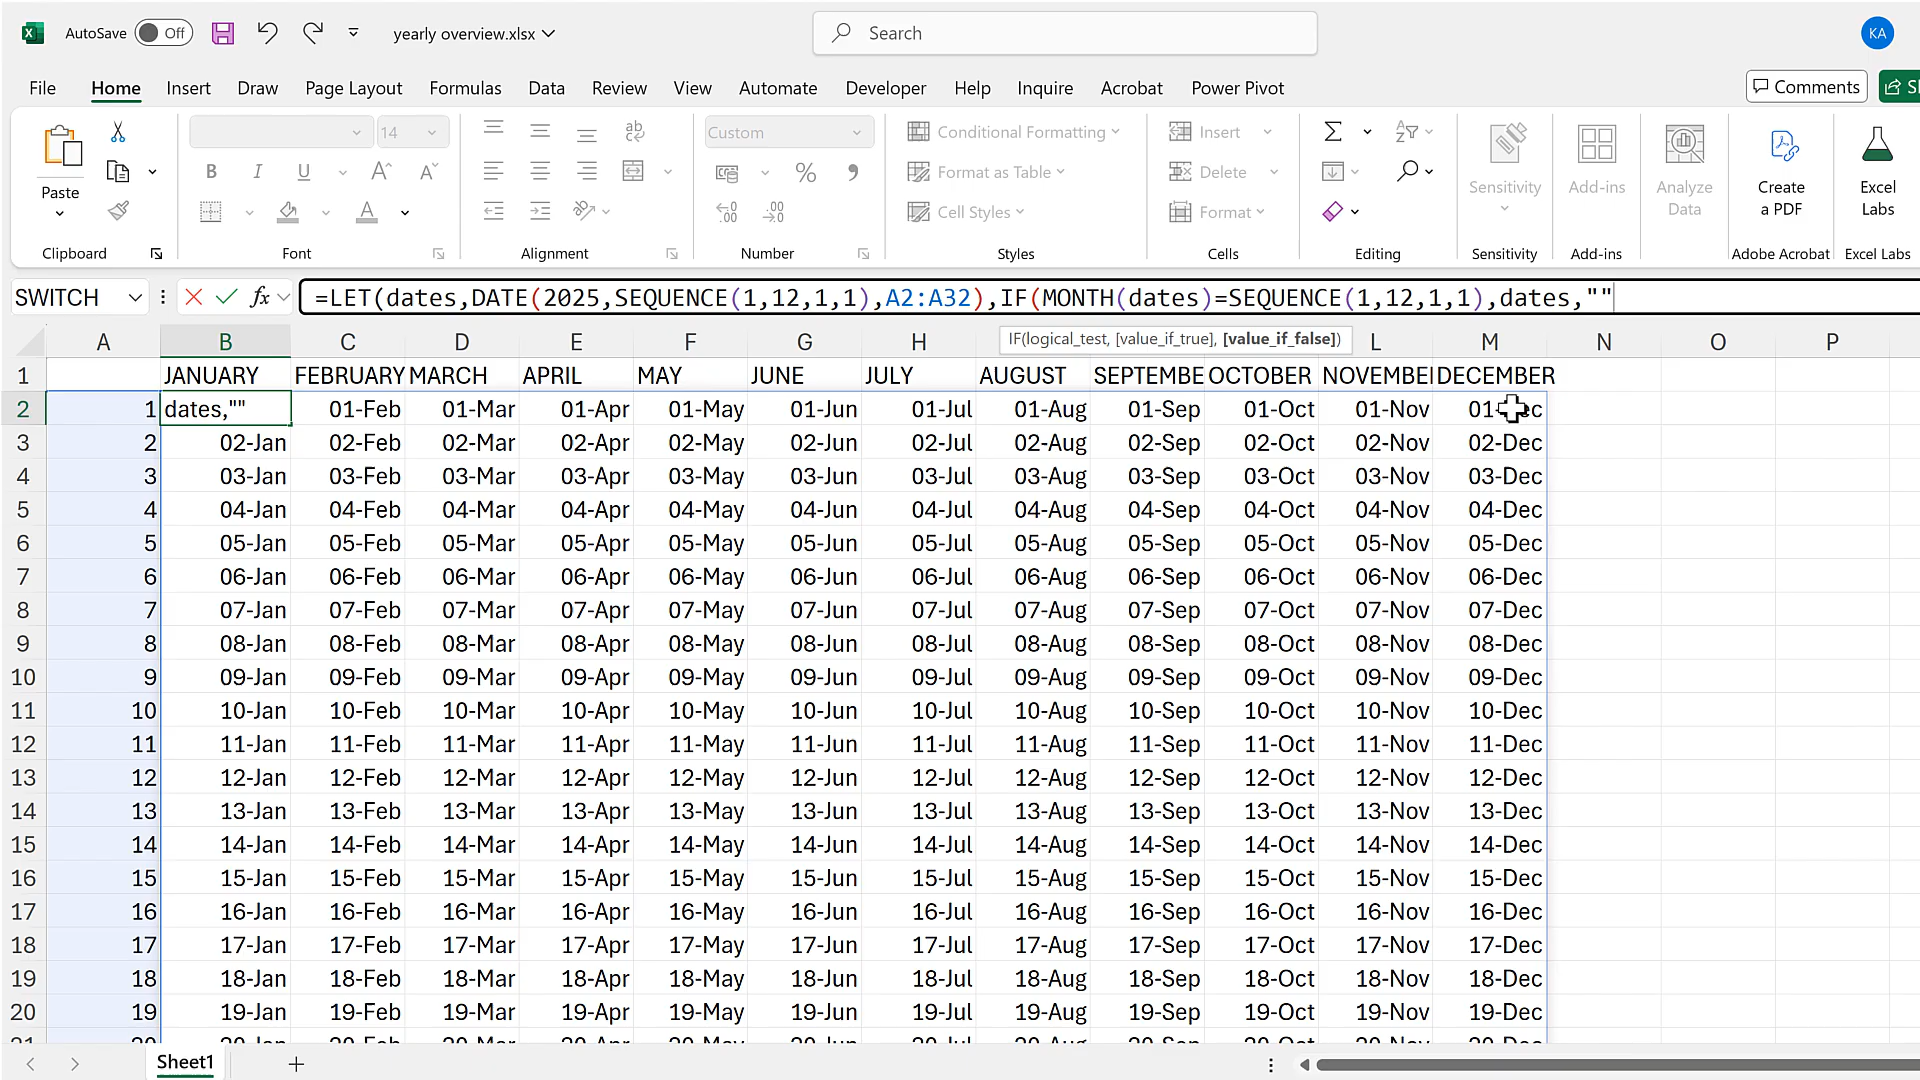 AutoSave Off yearly overview.xlsx Search KA
File Home Insert Draw Page Layout Formulas Data Review View Automate Developer Help Inquire Acrobat Power Pivot Comments
14 ab Custom Conditional Formatting Insert
Paste B I U A A % Format as Table Delete Sensitivity Add-ins Analyze Data Create a PDF Excel Labs
A Cell Styles Format
Clipboard Font Alignment Number Styles Cells Editing Sensitivity Add-ins Adobe Acrobat Excel Labs
SWITCH fx =LET(dates,DATE(2025,SEQUENCE(1,12,1,1),A2:A32),IF(MONTH(dates)=SEQUENCE(1,12,1,1),dates,""
IF(logical_test, [value_if_true], [value_if_false])
A B C D E F G H L M N O P
1 JANUARY FEBRUARY MARCH APRIL MAY JUNE JULY AUGUST SEPTEMBE OCTOBER NOVEMBE DECEMBER
2 1 dates,"" 01-Feb 01-Mar 01-Apr 01-May 01-Jun 01-Jul 01-Aug 01-Sep 01-Oct 01-Nov
3 2 02-Jan 02-Feb 02-Mar 02-Apr 02-May 02-Jun 02-Jul 02-Aug 02-Sep 02-Oct 02-Nov 02-Dec
4 3 03-Jan 03-Feb 03-Mar 03-Apr 03-May 03-Jun 03-Jul 03-Aug 03-Sep 03-Oct 03-Nov 03-Dec
5 4 04-Jan 04-Feb 04-Mar 04-Apr 04-May 04-Jun 04-Jul 04-Aug 04-Sep 04-Oct 04-Nov 04-Dec
6 5 05-Jan 05-Feb 05-Mar 05-Apr 05-May 05-Jun 05-Jul 05-Aug 05-Sep 05-Oct 05-Nov 05-Dec
7 6 06-Jan 06-Feb 06-Mar 06-Apr 06-May 06-Jun 06-Jul 06-Aug 06-Sep 06-Oct 06-Nov 06-Dec
8 7 07-Jan 07-Feb 07-Mar 07-Apr 07-May 07-Jun 07-Jul 07-Aug 07-Sep 07-Oct 07-Nov 07-Dec
9 8 08-Jan 08-Feb 08-Mar 08-Apr 08-May 08-Jun 08-Jul 08-Aug 08-Sep 08-Oct 08-Nov 08-Dec
10 9 09-Jan 09-Feb 09-Mar 09-Apr 09-May 09-Jun 09-Jul 09-Aug 09-Sep 09-Oct 09-Nov 09-Dec
11 10 10-Jan 10-Feb 10-Mar 10-Apr 10-May 10-Jun 10-Jul 10-Aug 10-Sep 10-Oct 10-Nov 10-Dec
12 11 11-Jan 11-Feb 11-Mar 11-Apr 11-May 11-Jun 11-Jul 11-Aug 11-Sep 11-Oct 11-Nov 11-Dec
13 12 12-Jan 12-Feb 12-Mar 12-Apr 12-May 12-Jun 12-Jul 12-Aug 12-Sep 12-Oct 12-Nov 12-Dec
14 13 13-Jan 13-Feb 13-Mar 13-Apr 13-May 13-Jun 13-Jul 13-Aug 13-Sep 13-Oct 13-Nov 13-Dec
15 14 14-Jan 14-Feb 14-Mar 14-Apr 14-May 14-Jun 14-Jul 14-Aug 14-Sep 14-Oct 14-Nov 14-Dec
16 15 15-Jan 15-Feb 15-Mar 15-Apr 15-May 15-Jun 15-Jul 15-Aug 15-Sep 15-Oct 15-Nov 15-Dec
17 16 16-Jan 16-Feb 16-Mar 16-Apr 16-May 16-Jun 16-Jul 16-Aug 16-Sep 16-Oct 16-Nov 16-Dec
18 17 17-Jan 17-Feb 17-Mar 17-Apr 17-May 17-Jun 17-Jul 17-Aug 17-Sep 17-Oct 17-Nov 17-Dec
19 18 18-Jan 18-Feb 18-Mar 18-Apr 18-May 18-Jun 18-Jul 18-Aug 18-Sep 18-Oct 18-Nov 18-Dec
20 19 19-Jan 19-Feb 19-Mar 19-Apr 19-May 19-Jun 19-Jul 19-Aug 19-Sep 19-Oct 19-Nov 19-Dec
Sheet1